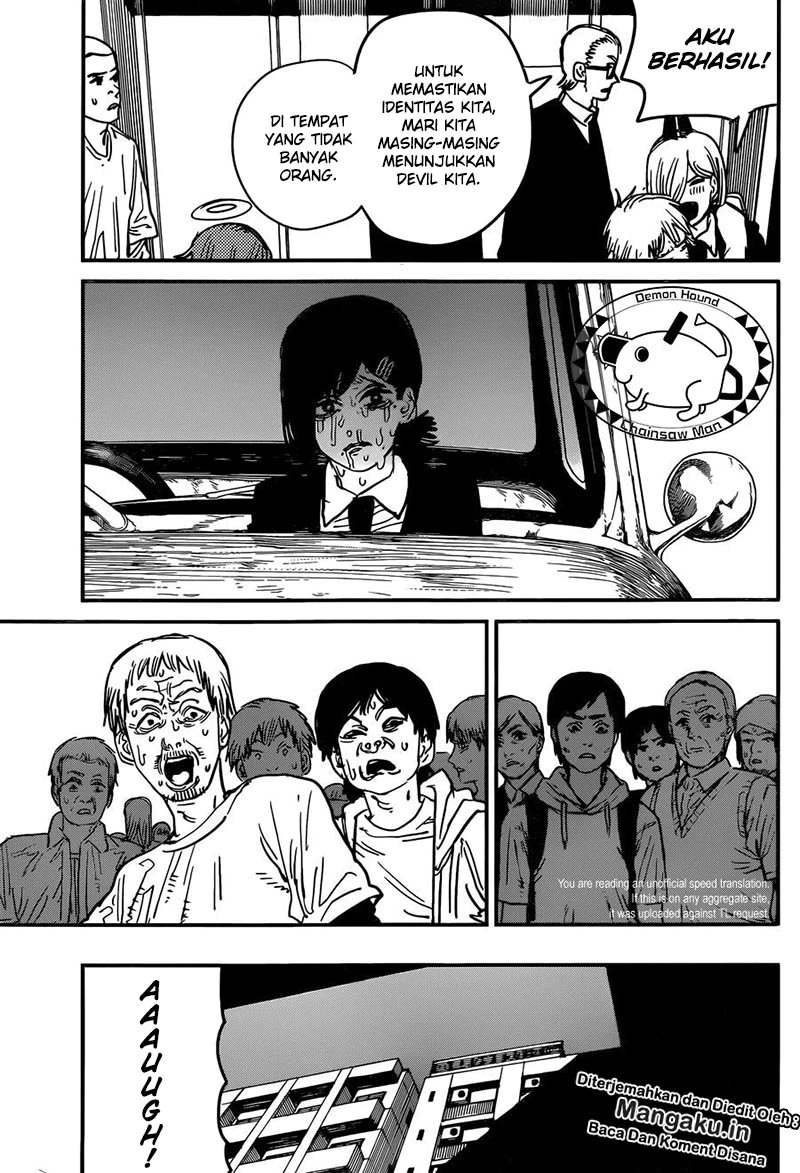 AKU
BERHASIL!
UNTUK
MEMASTIKAN
IDENTITAS KITA,
MARI KITA
MASING-MASING
MENUNJUKKAN
DEVIL KITA.
DI TEMPAT
YANG TIDAK
BANYAK
ORANG.
Demon Hound
Chainsaw Man
You are reading an unofficial speed translation.
If this is on any aggregate site,
it was uploaded against TL request.
AAAUUGH!
Diterjemahkan dan Diedit Oleh 8
Mangaku.in
Baca Dan Koment Disana